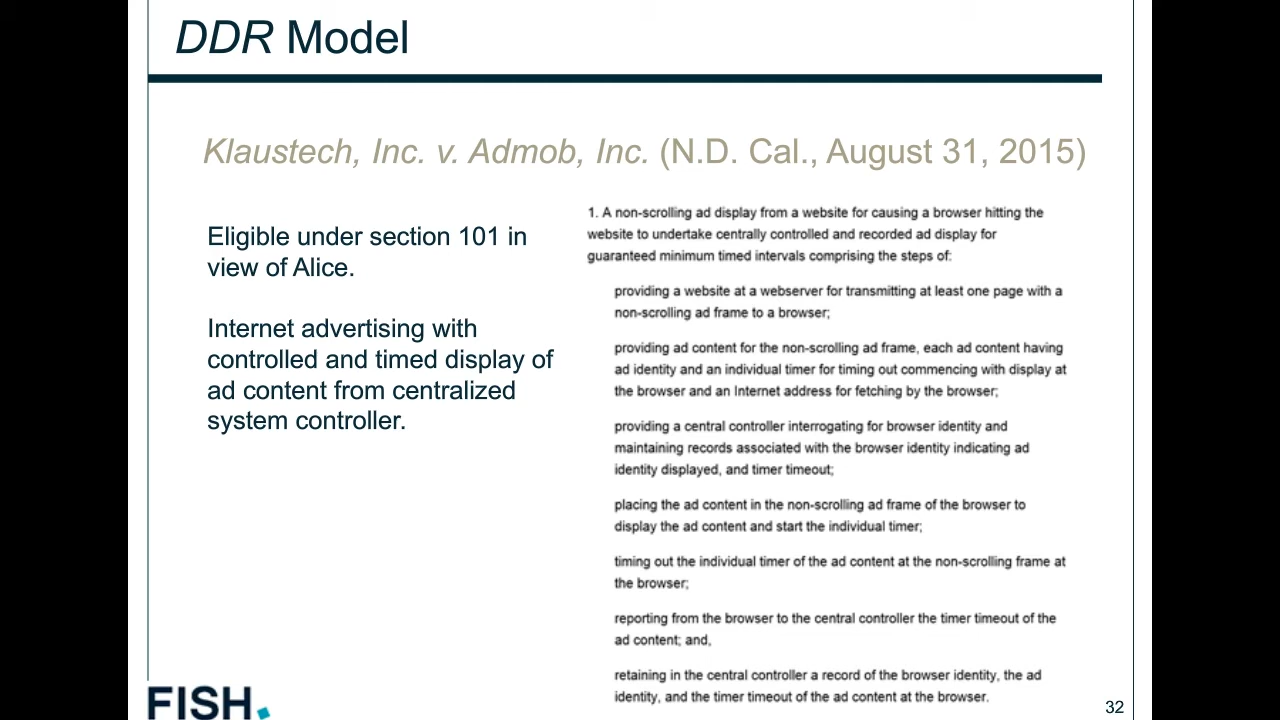 DDR Model
Klaustech, Inc. v. Admob, Inc. (N.D. Cal., August 31, 2015)
Eligible under section 101 in
view of Alice.
Internet advertising with
controlled and timed display of
ad content from centralized
system controller.
1. A non-scrolling ad display from a website for causing a browser hitting the
website to undertake centrally controlled and recorded ad display for
guaranteed minimum timed intervals comprising the steps of:
providing a website at a webserver for transmitting at least one page with a
non-scrolling ad frame to a browser;
providing ad content for the non-scrolling ad frame, each ad content having
ad identity and an individual timer for timing out commencing with display at
the browser and an Internet address for fetching by the browser;
providing a central controller interrogating for browser identity and
maintaining records associated with the browser identity indicating ad
identity displayed, and timer timeout;
placing the ad content in the non-scrolling ad frame of the browser to
display the ad content and start the individual timer;
timing out the individual timer of the ad content at the non-scrolling frame at
the browser;
reporting from the browser to the central controller the timer timeout of the
ad content; and,
retaining in the central controller a record of the browser identity, the ad
identity, and the timer timeout of the ad content at the browser.
FISH.
32